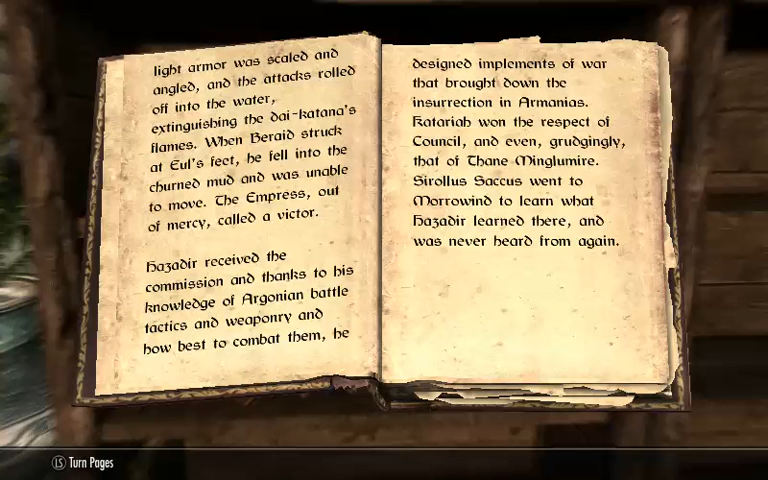 light armor was scaled and
angled, and the attacks rolled
off into the water,
extinguishing the dai-katana's
flames. When Beraid struck
at Eul's feet, he fell into the
churned mud and was unable
to move. The Empress, out
of mercy, called a victor.
Hazadir received the
commission and thanks to his
knowledge of Argonian battle
tactics and weaponry and
how best to combat them, he
designed implements of war
that brought down the
insurrection in Armanias.
Katariah won the respect of
Council, and even, grudgingly,
that of Thane Minglumire.
Sirollus Saccus went to
Morrowind to learn what
Hazadir learned there, and
was never heard from again.
LS Turn Pages